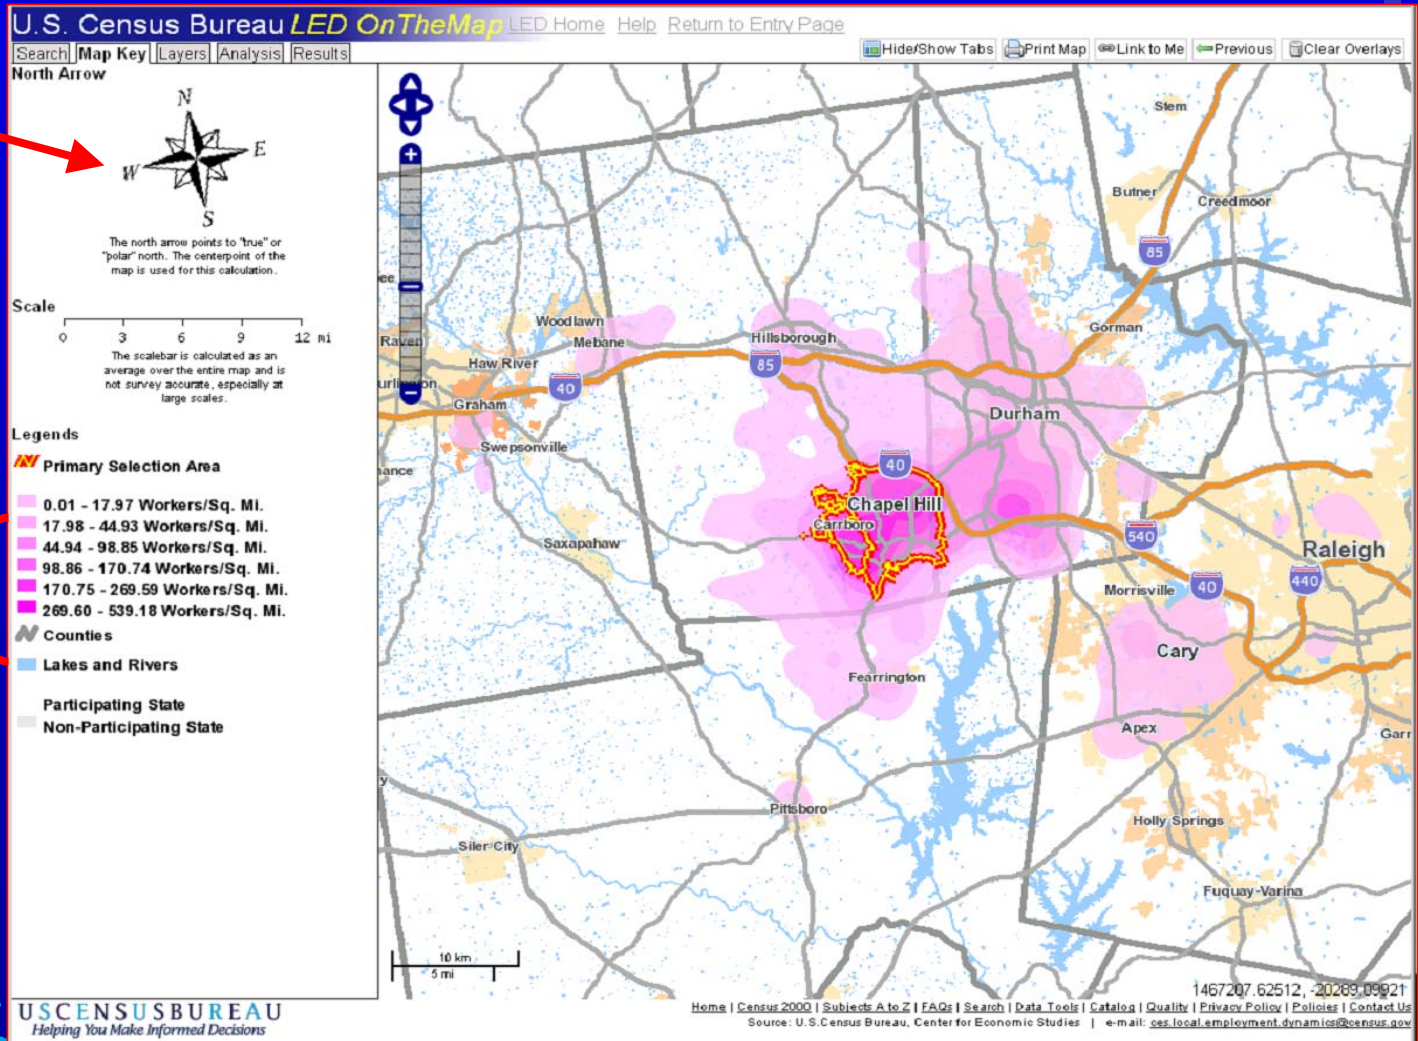 U.S. Census Bureau LED OnTheMap LED Home Help Return to Entry Page
Search Map Key Layers Analysis Results
Hide/Show Tabs Print Map Link to Me Previous Clear Overlays
North Arrow
N
W E
S
The north arrow points to "true" or
"polar" north. The centerpoint of the
map is used for this calculation.
Scale
0 3 6 9 12 mi
The scalebar is calculated as an
average over the entire map and is
not survey accurate, especially at
large scales.
Legends
Primary Selection Area
0.01 - 17.97 Workers/Sq. Mi.
17.98 - 44.93 Workers/Sq. Mi.
44.94 - 98.85 Workers/Sq. Mi.
98.86 - 170.74 Workers/Sq. Mi.
170.75 - 269.59 Workers/Sq. Mi.
269.60 - 539.18 Workers/Sq. Mi.
Counties
Lakes and Rivers
Participating State
Non-Participating State
Stem
Butner
Creedmoor
85
Gorman
Woodlawn
Mebane
Hillsborough
Haw River
85
40
Graham
Durham
Swepsonville
40
Chapel Hill
Carrboro
Saxapahaw
540
Raleigh
Morrisville
40
440
Cary
Fearrington
Apex
Pittsboro
Holly Springs
Siler City
Fuquay-Varina
10 km
5 mi
1467207.62512, -20289.09921
USCENSUSBUREAU
Helping You Make Informed Decisions
Home | Census 2000 | Subjects A to Z | FAQs | Search | Data Tools | Catalog | Quality | Privacy Policy | Policies | Contact Us
Source: U.S.Census Bureau, Center for Economic Studies | e-mail: ces.local.employment.dynamics@census.gov